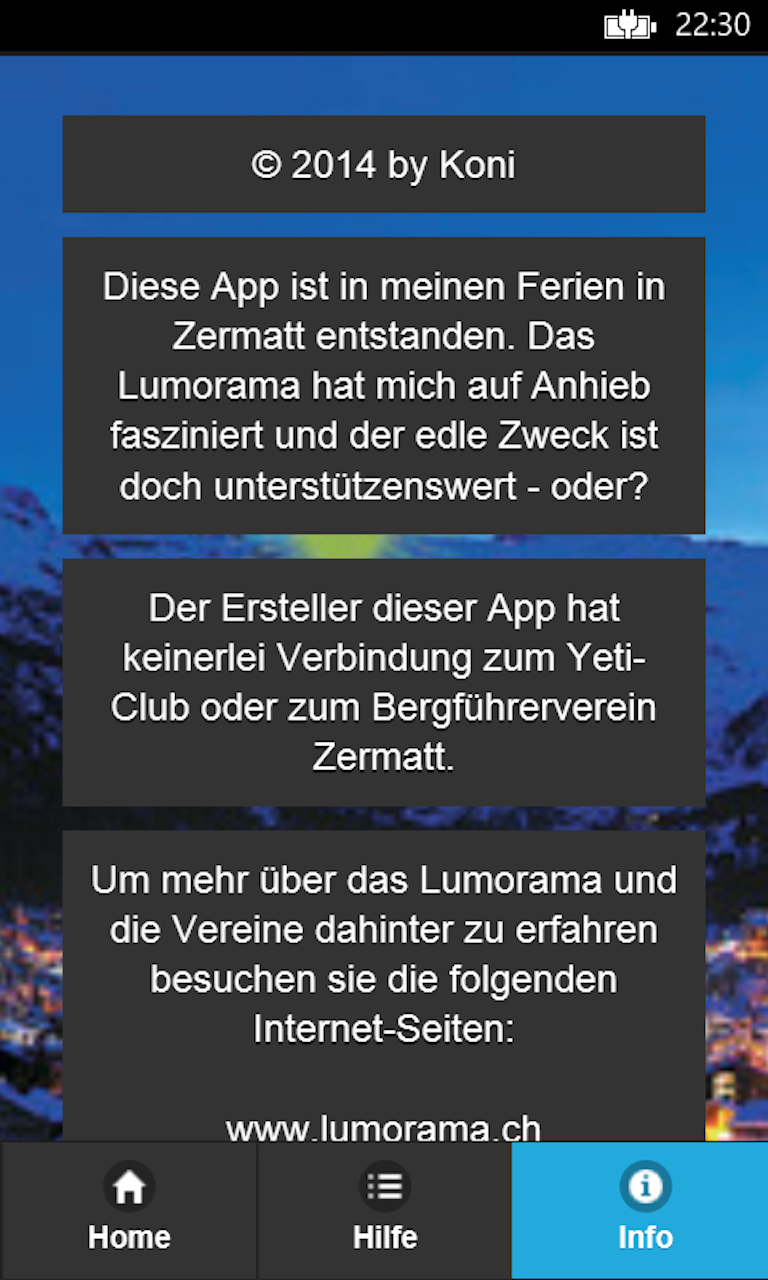 22:30
© 2014 by Koni
Diese App ist in meinen Ferien in
Zermatt entstanden. Das
Lumorama hat mich auf Anhieb
fasziniert und der edle Zweck ist
doch unterstützenswert - oder?
Der Ersteller dieser App hat
keinerlei Verbindung zum Yeti-
Club oder zum Bergführerverein
Zermatt.
Um mehr über das Lumorama und
die Vereine dahinter zu erfahren
besuchen sie die folgenden
Internet-Seiten:
www.lumorama.ch
Home Hilfe Info